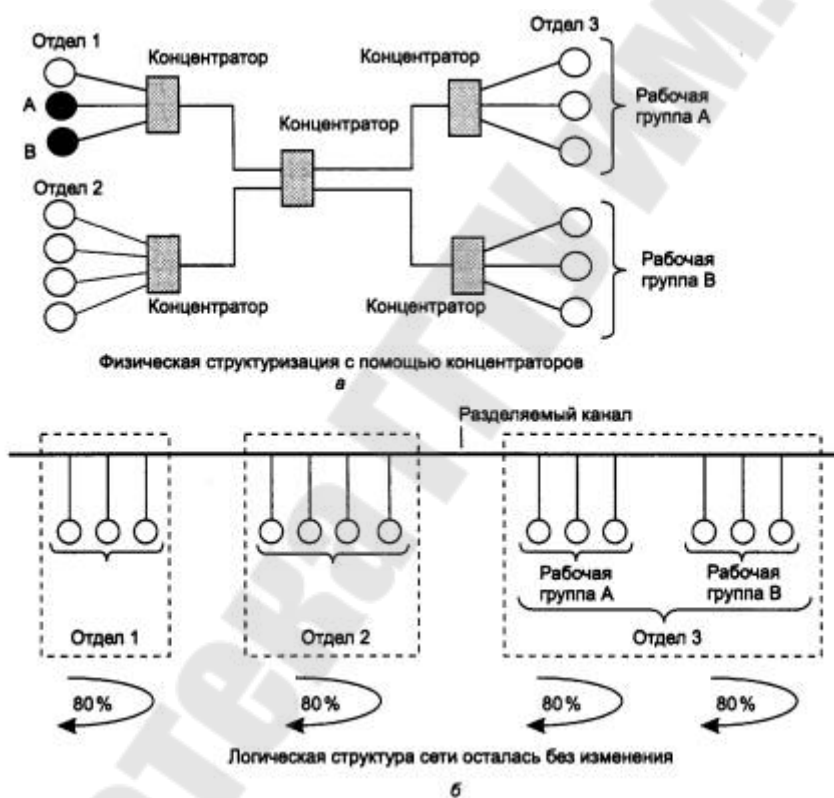 Отдел 1
Концентратор
Концентратор
Отдел 3
А
В
Концентратор
Рабочая
группа А
Отдел 2
Концентратор
Концентратор
Рабочая
группа В
Физическая структуризация с помощью концентраторов
а
Разделяемый канал
Рабочая
группа А
Рабочая
группа В
Отдел 1
Отдел 2
Отдел 3
80%
80%
80%
80%
Логическая структура сети осталась без изменения
б